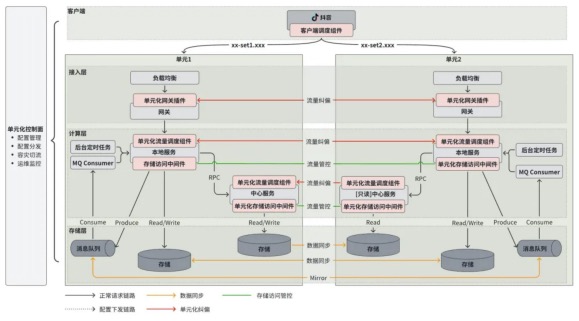 客户端
抖音
客户端调度组件
xx-set1.xxx
xx-set2.xxx
单元化控制面
• 配置管理
• 配置分发
• 容灾切流
• 运维监控
单元1
单元2
接入层
负载均衡
负载均衡
单元化网关插件
流量纠偏
单元化网关插件
网关
网关
计算层
后台定时任务
MQ Consumer
单元化流量调度组件
本地服务
存储访问中间件
流量纠偏
流量管控
单元化流量调度组件
本地服务
单元化存储访问中间件
后台定时任务
MQ Consumer
RPC
RPC
单元化流量调度组件
中心服务
单元化存储访问中间件
流量纠偏
流量管控
单元化流量调度组件
[只读]中心服务
单元化存储访问中间件
Consume
Produce
Read/Write
Read/Write
Read
Read/Write
Produce
Consume
存储层
消息队列
存储
存储
数据同步
数据同步
存储
存储
消息队列
Mirror
正常请求链路
数据同步
存储访问管控
配置下发链路
单元化纠偏